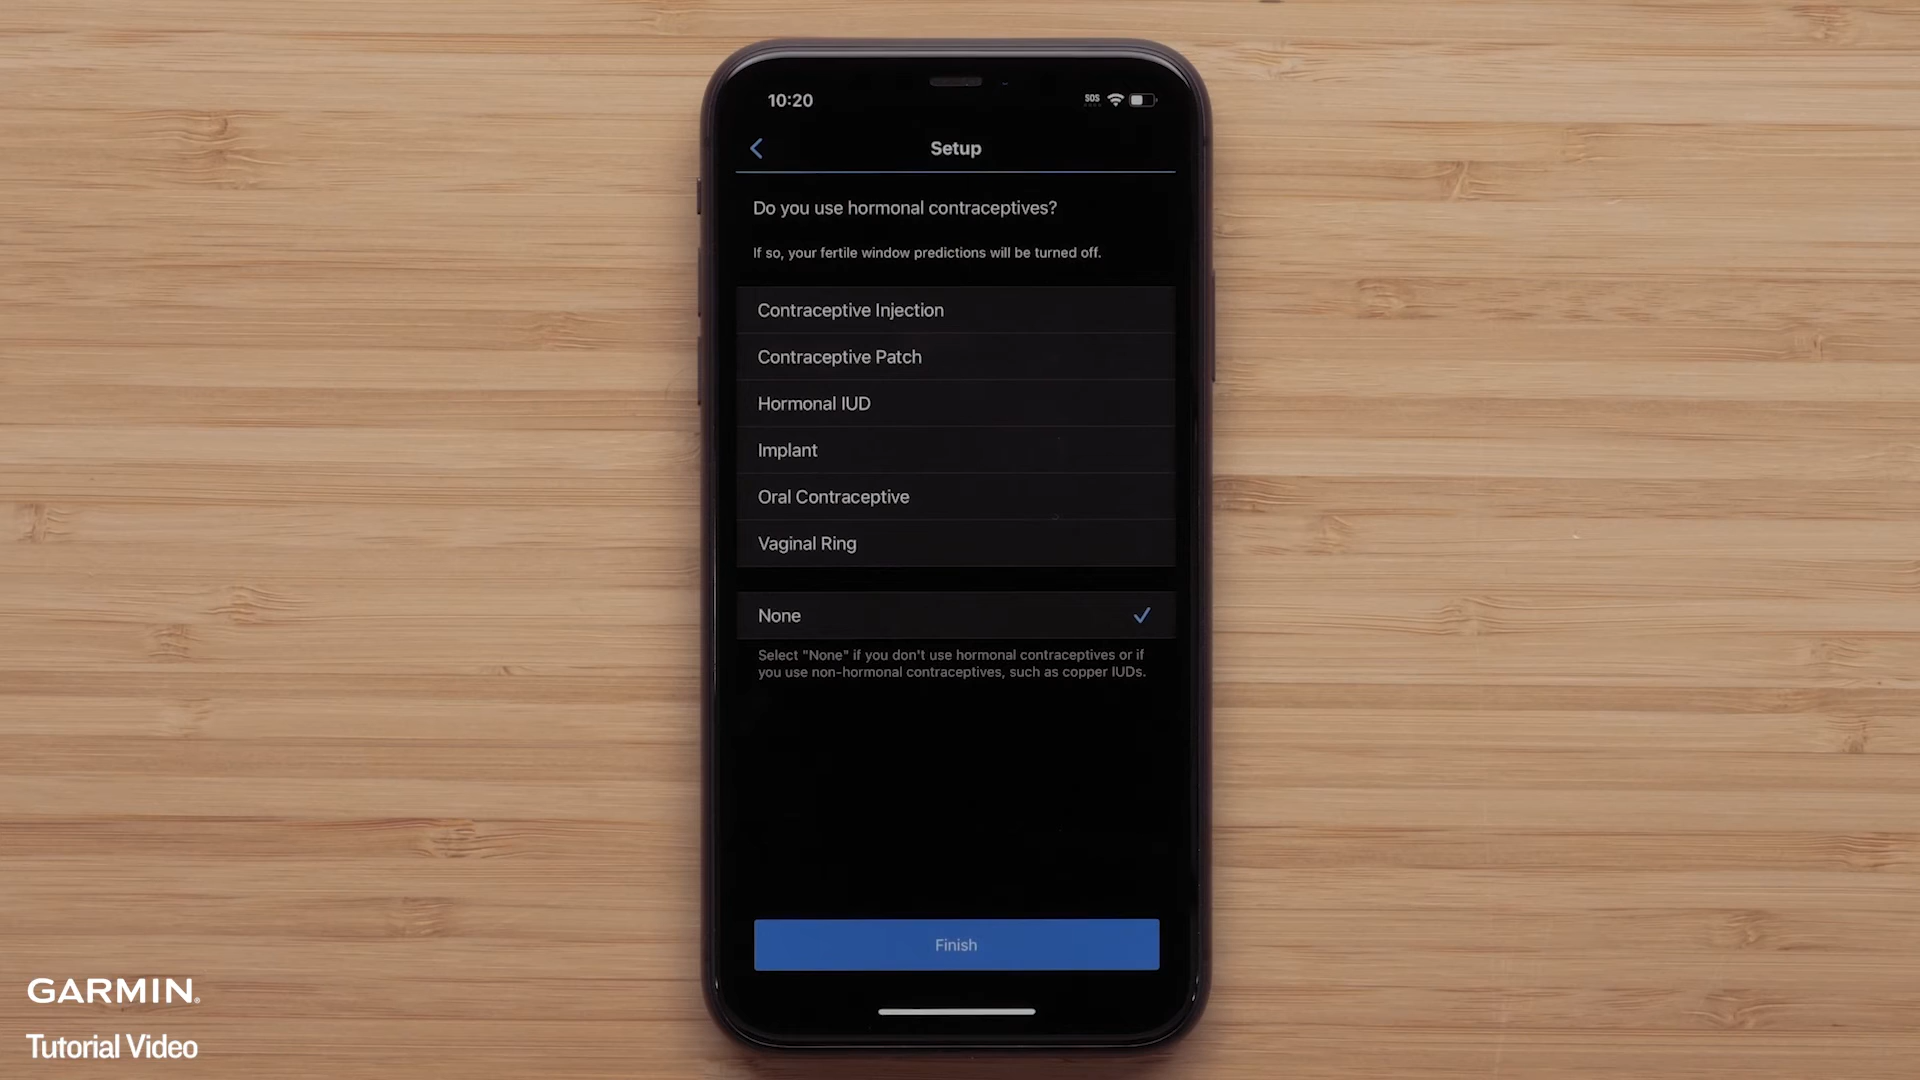 10:20
SOS
Setup
Do you use hormonal contraceptives?
If so, your fertile window predictions will be turned off.
Contraceptive Injection
Contraceptive Patch
Hormonal IUD
Implant
Oral Contraceptive
Vaginal Ring
None
Select "None" if you don't use hormonal contraceptives or if
you use non-hormonal contraceptives, such as copper IUDs.
Finish
GARMIN®
Tutorial Video